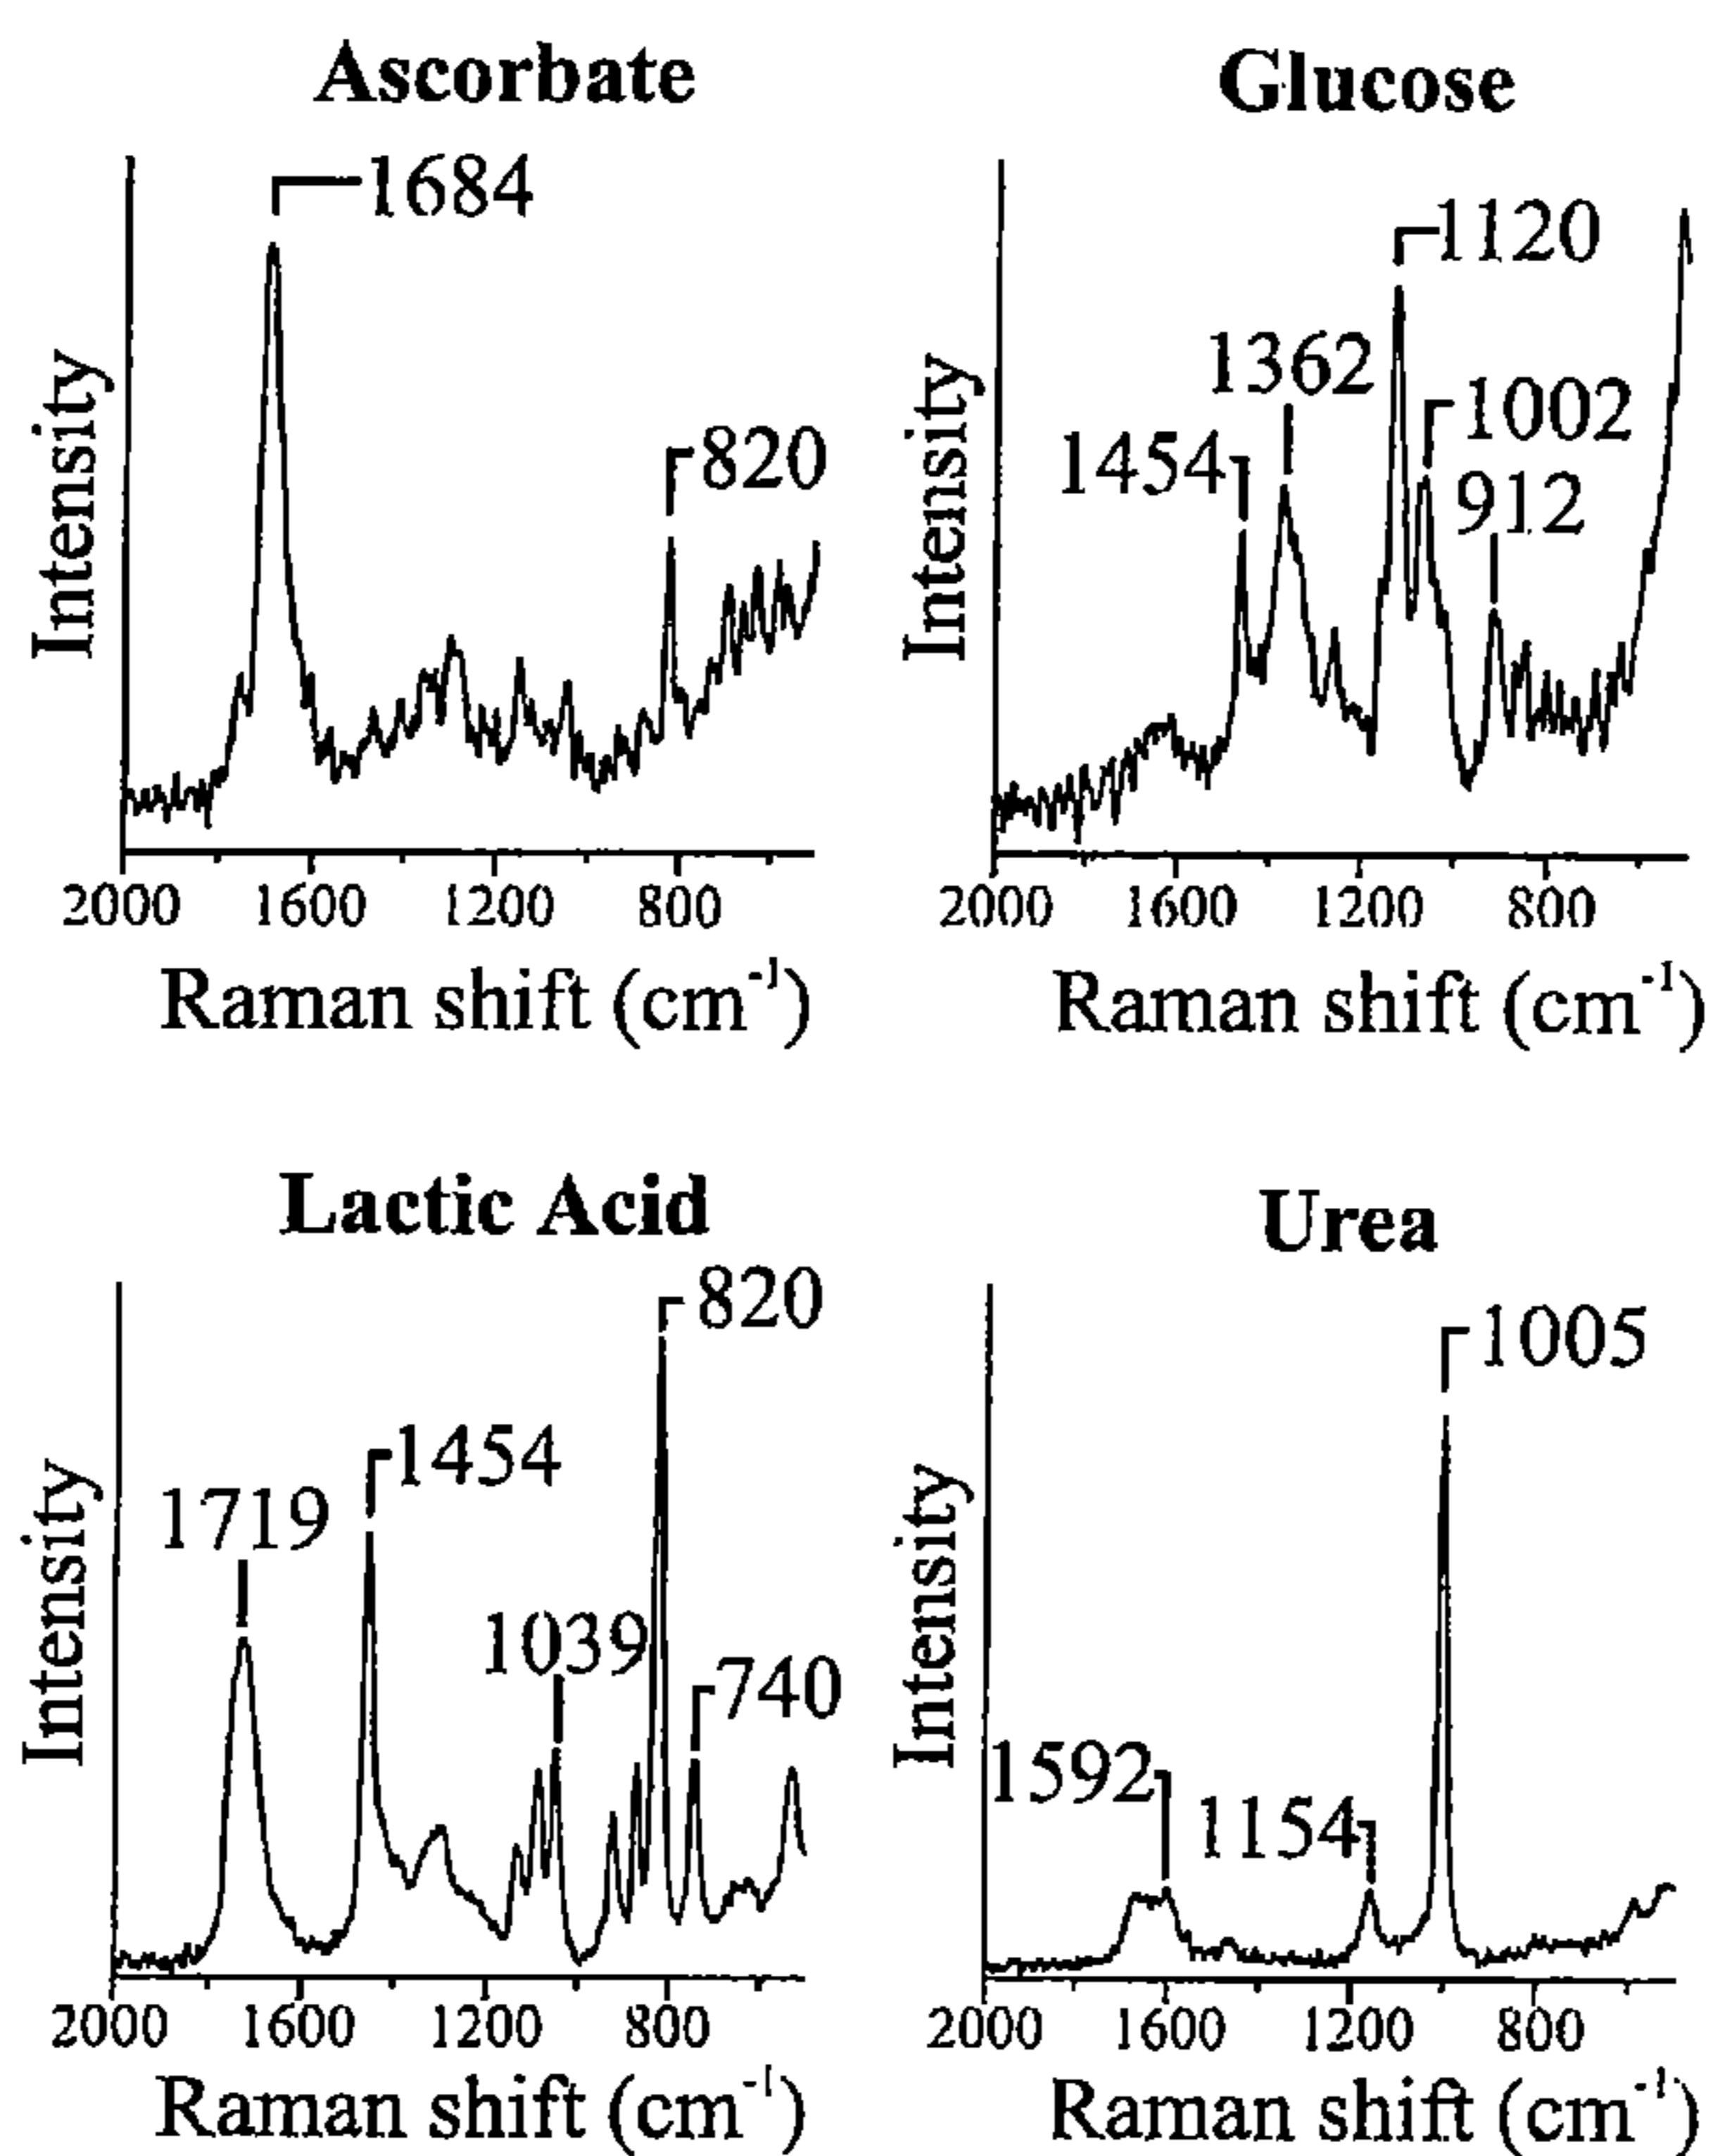 Ascorbate
1684
820
Intensity
2000 1600 1200 800
Raman shift (cm-1)
Glucose
1120
1362
1002
1454
912
Intensity
2000 1600 1200 800
Raman shift (cm-1)
Lactic Acid
820
1454
1719
1039
740
Intensity
2000 1600 1200 800
Raman shift (cm-1)
Urea
1005
1592
1154
Intensity
2000 1600 1200 800
Raman shift (cm-1)